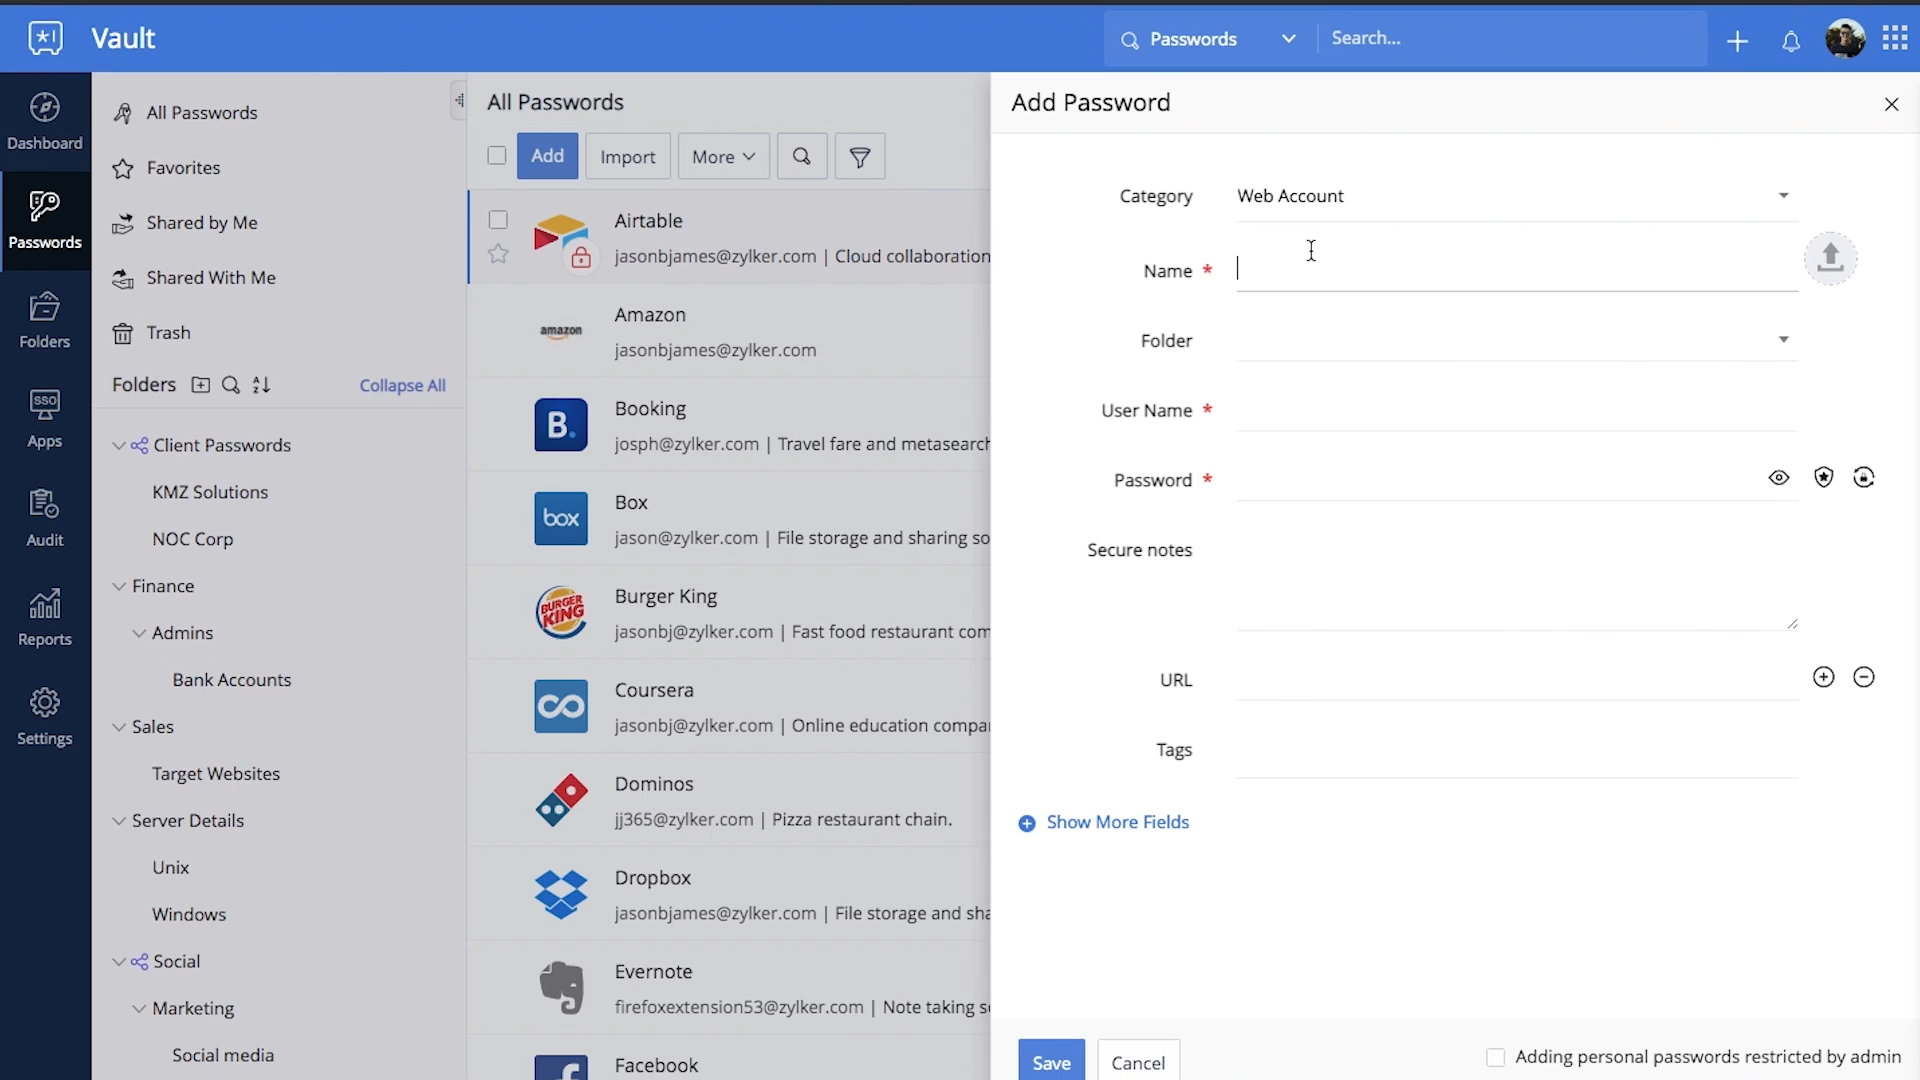 Vault
Passwords
Search...
Dashboard
Passwords
Folders
SSO
Apps
Audit
Reports
Settings
All Passwords
Favorites
Shared by Me
Shared With Me
Trash
Folders
Collapse All
Client Passwords
KMZ Solutions
NOC Corp
Finance
Admins
Bank Accounts
Sales
Target Websites
Server Details
Unix
Windows
Social
Marketing
Social media
All Passwords
Add
Import
More
Airtable
jasonbjames@zylker.com | Cloud collaboration
amazon
Amazon
jasonbjames@zylker.com
B.
Booking
josph@zylker.com | Travel fare and metasearch
box
Box
jason@zylker.com | File storage and sharing so
BURGER KING
Burger King
jasonbj@zylker.com | Fast food restaurant com
Coursera
jasonbj@zylker.com | Online education compa
Dominos
jj365@zylker.com | Pizza restaurant chain.
Dropbox
jasonbjames@zylker.com | File storage and sha
Evernote
firefoxextension53@zylker.com | Note taking s
Facebook
Add Password
Category
Web Account
Name *
Folder
User Name *
Password *
Secure notes
URL
Tags
Show More Fields
Save
Cancel
Adding personal passwords restricted by admin